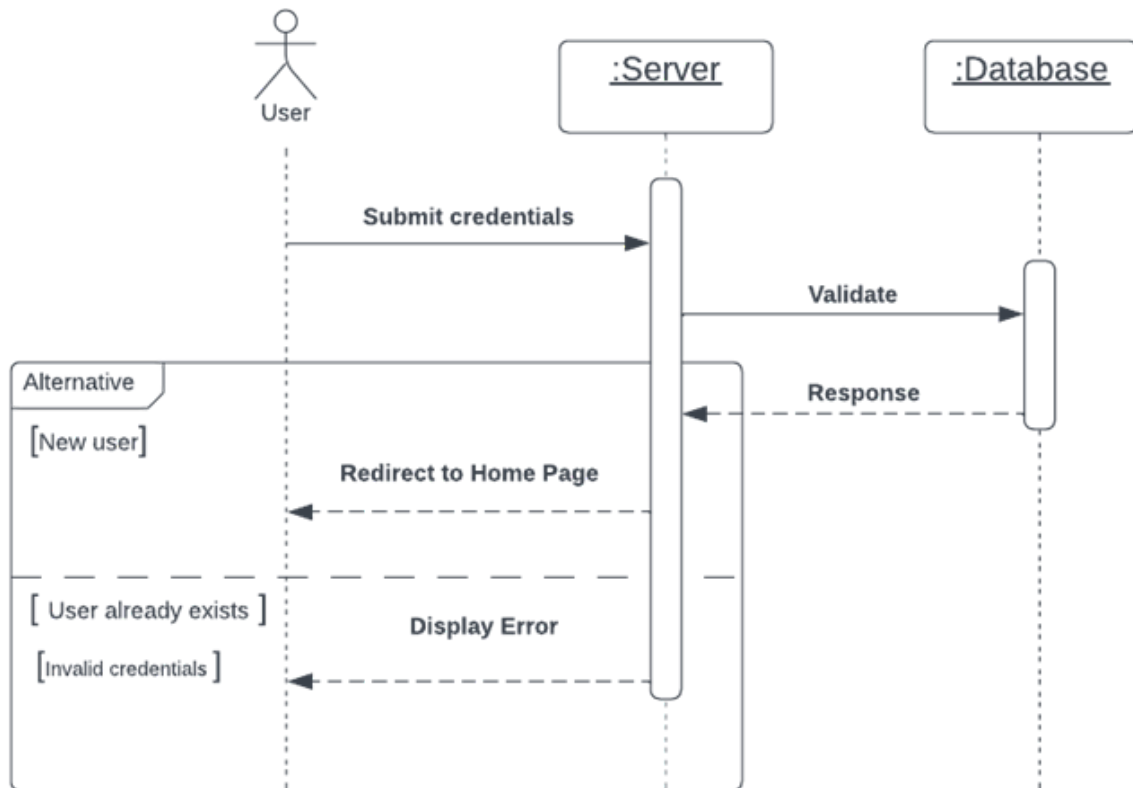 User
:Server
:Database
Submit credentials
Validate
Alternative
Response
[New user]
Redirect to Home Page
[ User already exists ]
Display Error
[Invalid credentials ]